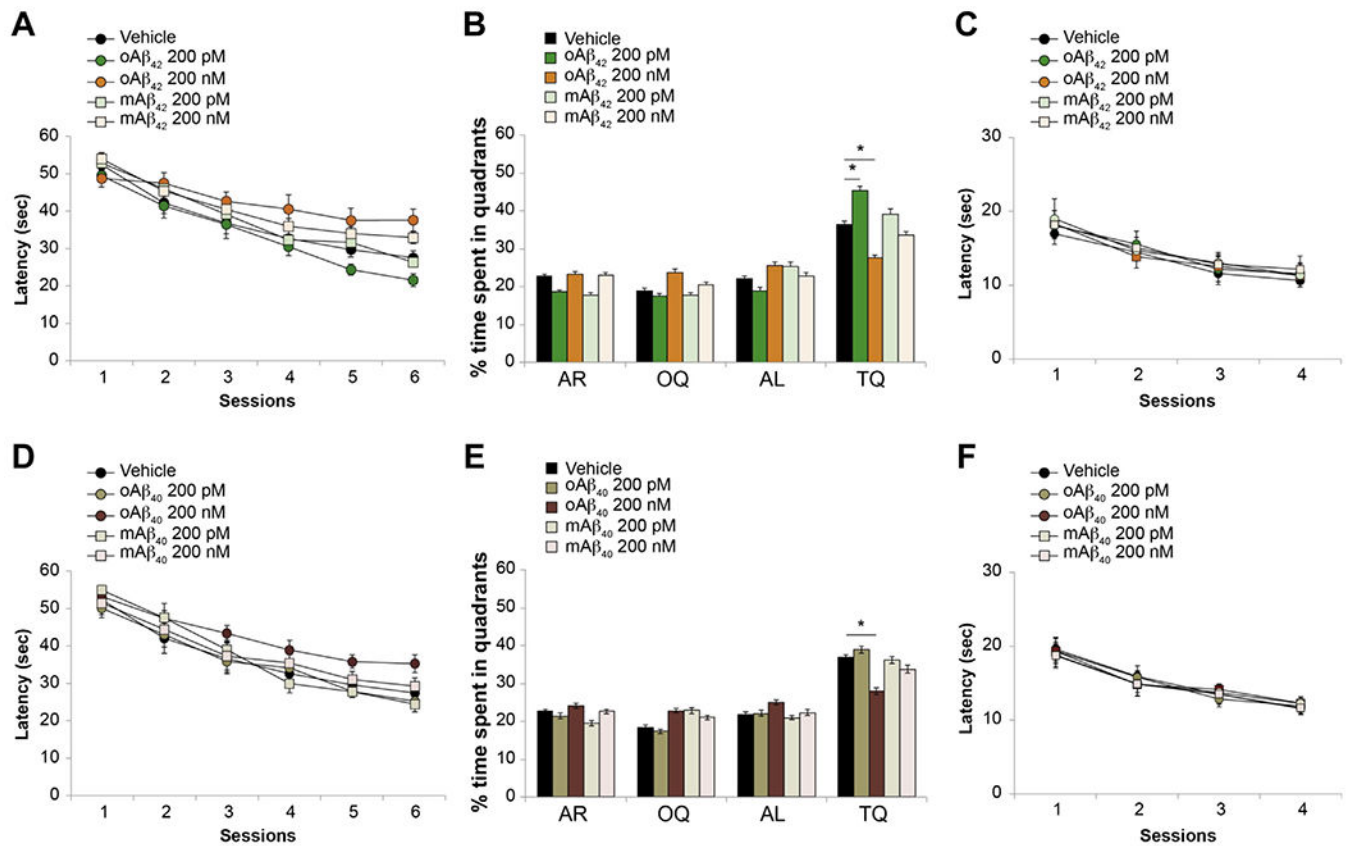 A
Vehicle
oAβ42 200 pM
oAβ42 200 nM
mAβ42 200 pM
mAβ42 200 nM
Latency (sec)
60
50
40
30
20
10
0
1 2 3 4 5 6
Sessions
B
Vehicle
oAβ42 200 pM
oAβ42 200 nM
mAβ42 200 pM
mAβ42 200 nM
% time spent in quadrants
60
50
40
30
20
10
0
*
*
AR OQ AL TQ
C
Vehicle
oAβ42 200 pM
oAβ42 200 nM
mAβ42 200 pM
mAβ42 200 nM
Latency (sec)
30
20
10
0
1 2 3 4
Sessions
D
Vehicle
oAβ40 200 pM
oAβ40 200 nM
mAβ40 200 pM
mAβ40 200 nM
Latency (sec)
60
50
40
30
20
10
0
1 2 3 4 5 6
Sessions
E
Vehicle
oAβ40 200 pM
oAβ40 200 nM
mAβ40 200 pM
mAβ40 200 nM
% time spent in quadrants
60
50
40
30
20
10
0
*
AR OQ AL TQ
F
Vehicle
oAβ40 200 pM
oAβ40 200 nM
mAβ40 200 pM
mAβ40 200 nM
Latency (sec)
30
20
10
0
1 2 3 4
Sessions